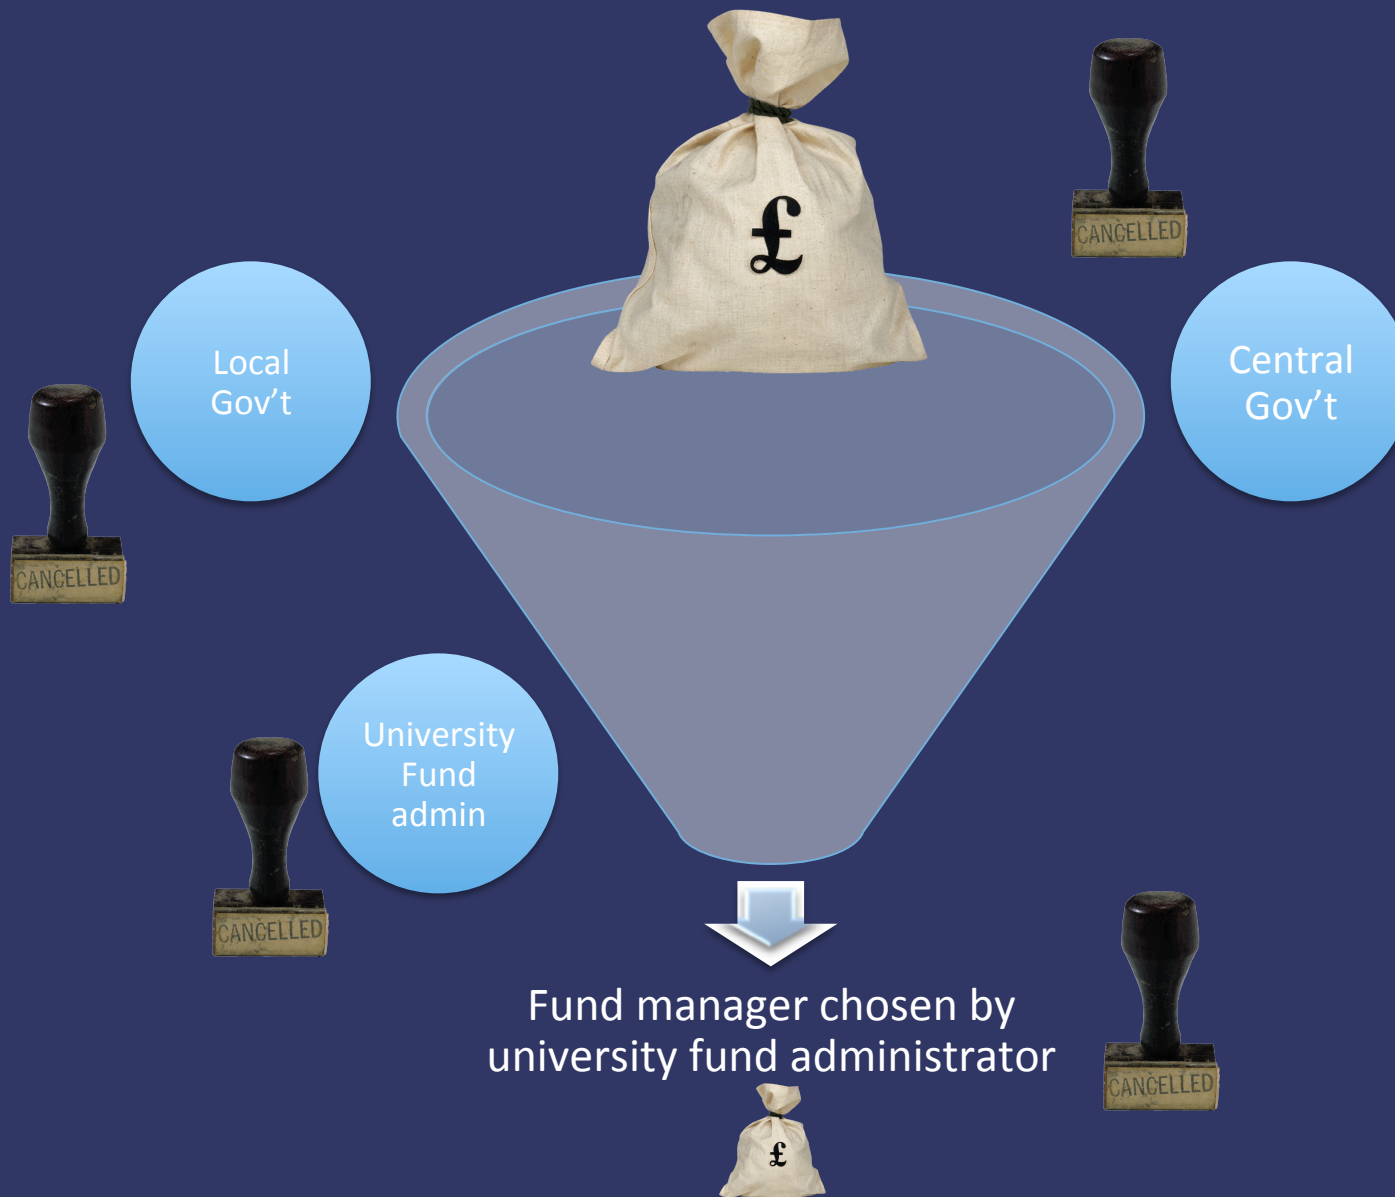 £
CANCELLED
Local
Gov’t
Central
Gov’t
CANCELLED
University
Fund
admin
CANCELLED
Fund manager chosen by
university fund administrator
CANCELLED
£